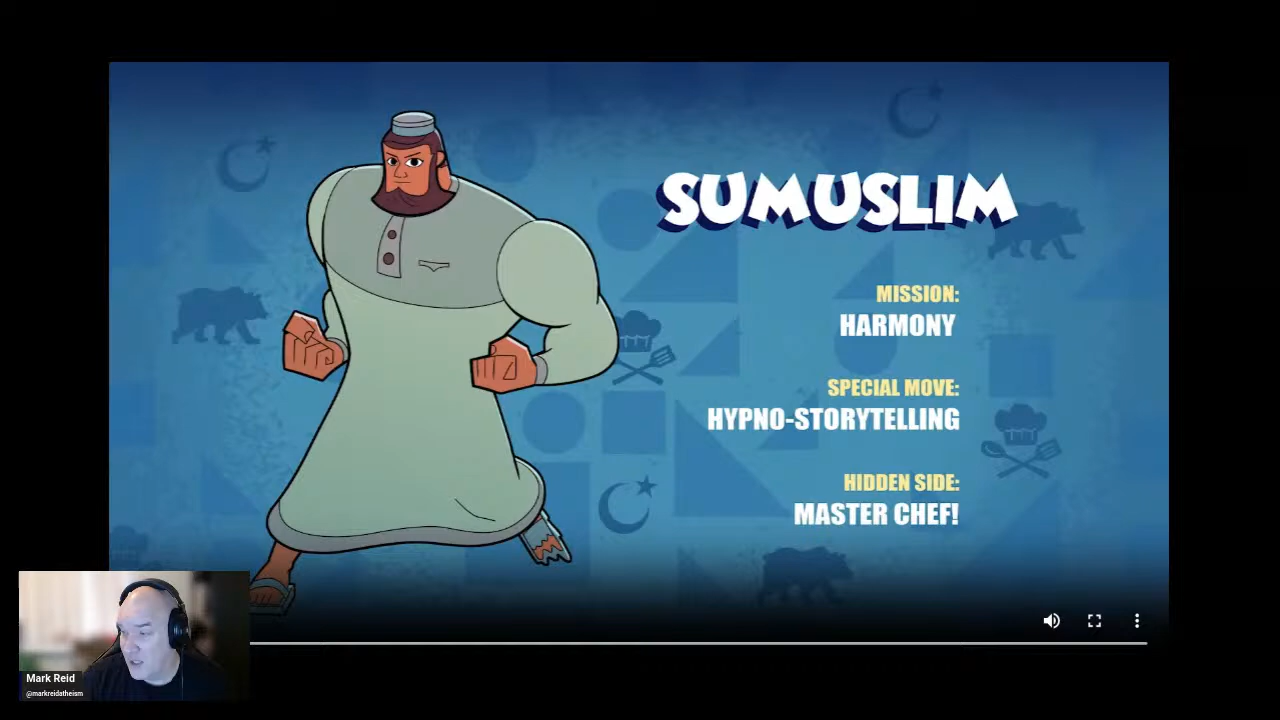 SUMUSLIM
MISSION:
HARMONY
SPECIAL MOVE:
HYPNO-STORYTELLING
HIDDEN SIDE:
MASTER CHEF!
Mark Reid
@markreidatheism